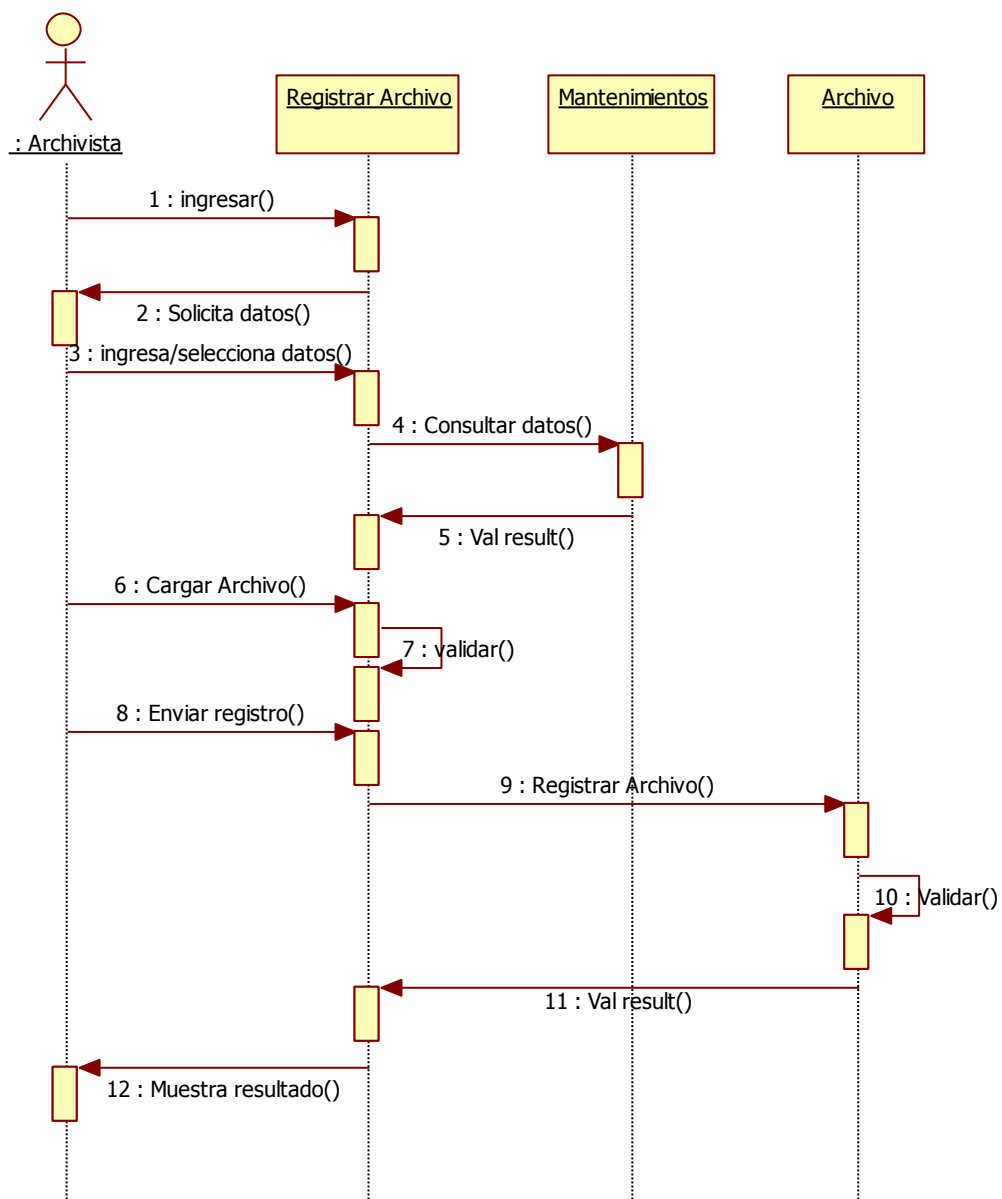 : Archivista
Registrar Archivo
Mantenimientos
Archivo
1 : ingresar()
2 : Solicita datos()
3 : ingresa/selecciona datos()
4 : Consultar datos()
5 : Val result()
6 : Cargar Archivo()
7 : validar()
8 : Enviar registro()
9 : Registrar Archivo()
10 : Validar()
11 : Val result()
12 : Muestra resultado()